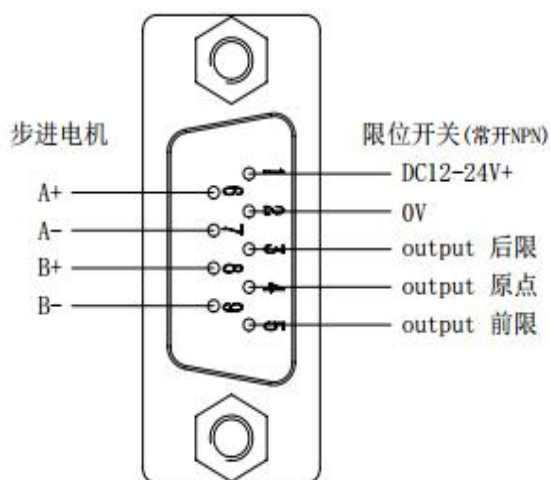 步进电机
A+
A-
B+
B-
6
7
8
9
1
2
3
4
5
限位开关(常开NPN)
DC12-24V+
0V
output 后限
output 原点
output 前限